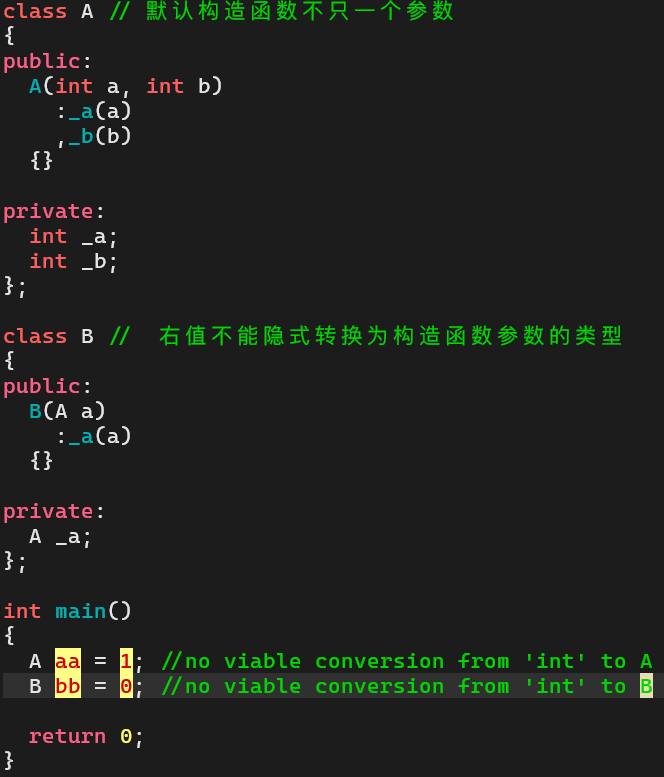 class A // 默认构造函数不只一个参数
{
public:
  A(int a, int b)
    :_a(a)
    ,_b(b)
  {}

private:
  int _a;
  int _b;
};

class B //  右值不能隐式转换为构造函数参数的类型
{
public:
  B(A a)
    :_a(a)
  {}

private:
  A _a;
};

int main()
{
  A aa = 1; //no viable conversion from 'int' to A
  B bb = 0; //no viable conversion from 'int' to B

  return 0;
}